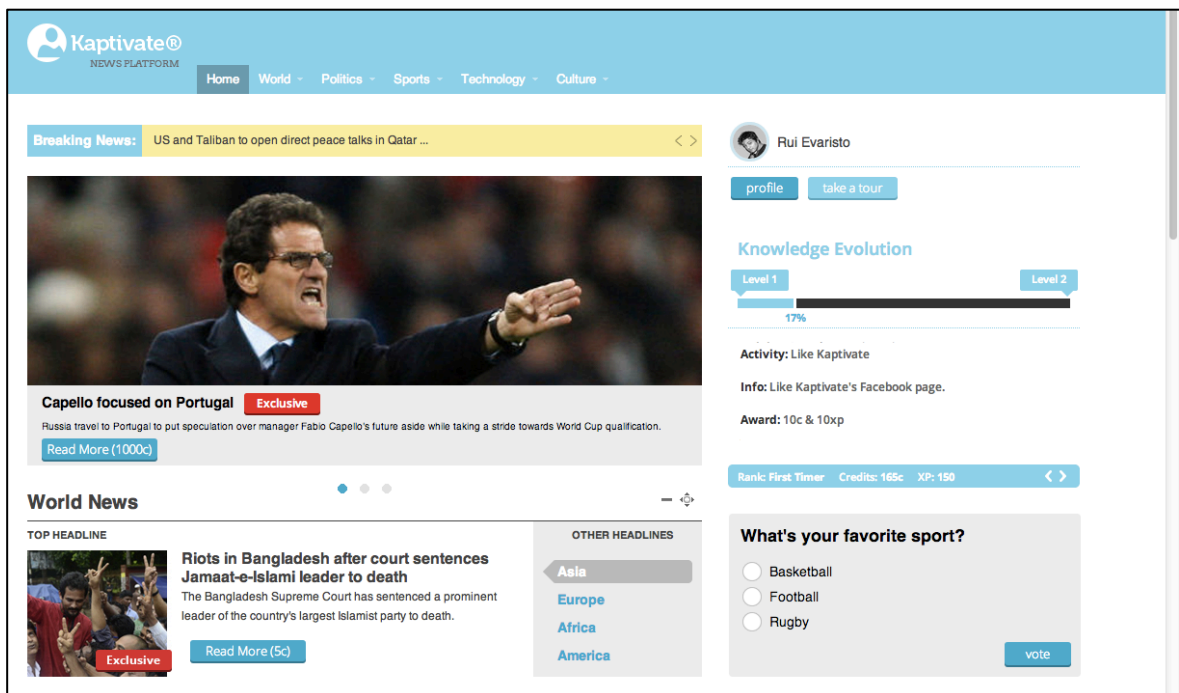 Kaptivate®
NEWS PLATFORM
Home World Politics Sports Technology Culture
Breaking News: US and Taliban to open direct peace talks in Qatar ...
Capello focused on Portugal Exclusive
Russia travel to Portugal to put speculation over manager Fabio Capello's future aside while taking a stride towards World Cup qualification.
Read More (1000c)
World News
TOP HEADLINE
Riots in Bangladesh after court sentences
Jamaat-e-Islami leader to death
The Bangladesh Supreme Court has sentenced a prominent
leader of the country's largest Islamist party to death.
Exclusive
Read More (5c)
OTHER HEADLINES
Asia
Europe
Africa
America
Rui Evaristo
profile take a tour
Knowledge Evolution
Level 1 Level 2
17%
Activity: Like Kaptivate
Info: Like Kaptivate's Facebook page.
Award: 10c & 10xp
Rank: First Timer Credits: 165c XP: 150
What's your favorite sport?
Basketball
Football
Rugby
vote